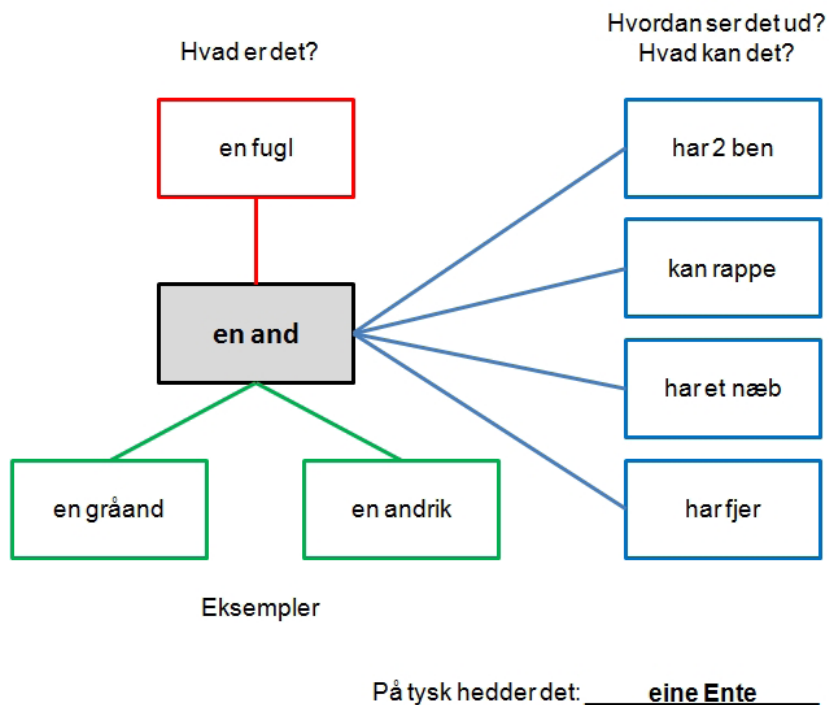 Hvad er det?
Hvordan ser det ud?
Hvad kan det?
en fugl
har 2 ben
kan rappe
en and
har et næb
en gråand
en andrik
har fjer
Eksempler
På tysk hedder det: eine Ente